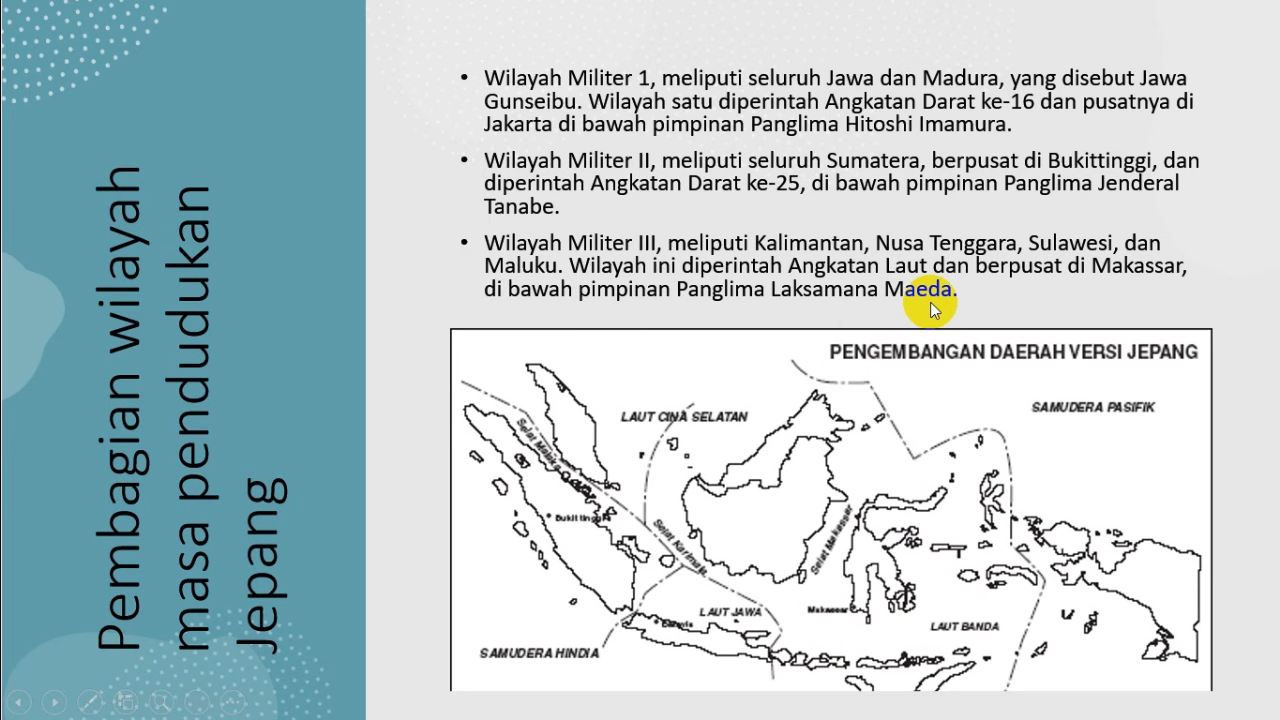 Pembagian wilayah
masa pendudukan
Jepang
• Wilayah Militer 1, meliputi seluruh Jawa dan Madura, yang disebut Jawa
Gunseibu. Wilayah satu diperintah Angkatan Darat ke-16 dan pusatnya di
Jakarta di bawah pimpinan Panglima Hitoshi Imamura.
• Wilayah Militer II, meliputi seluruh Sumatera, berpusat di Bukittinggi, dan
diperintah Angkatan Darat ke-25, di bawah pimpinan Panglima Jenderal
Tanabe.
• Wilayah Militer III, meliputi Kalimantan, Nusa Tenggara, Sulawesi, dan
Maluku. Wilayah ini diperintah Angkatan Laut dan berpusat di Makassar,
di bawah pimpinan Panglima Laksamana Maeda.
PENGEMBANGAN DAERAH VERSI JEPANG
SAMUDERA PASIFIK
LAUT CINA SELATAN
Selat Malaka
Bukittinggi
Selat Karimata
Selat Makassar
LAUT JAWA
Makassar
Batavia
LAUT BANDA
SAMUDERA HINDIA